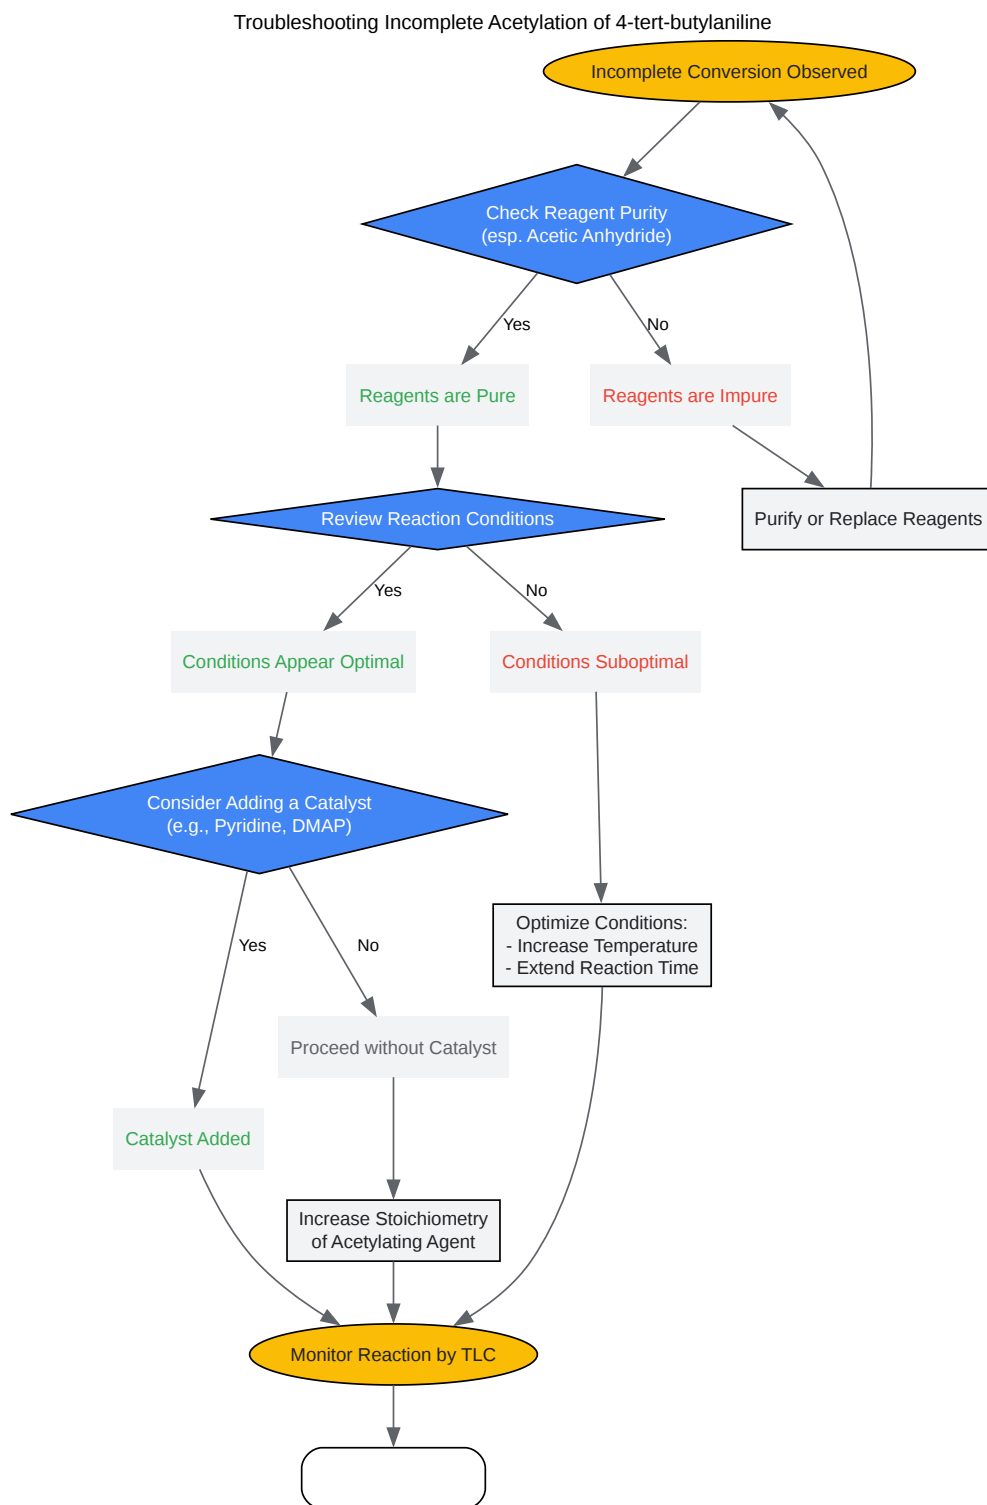 Troubleshooting Incomplete Acetylation of 4-tert-butylaniline
Incomplete Conversion Observed
Check Reagent Purity
(esp. Acetic Anhydride)
Yes
No
Reagents are Pure
Reagents are Impure
Review Reaction Conditions
Purify or Replace Reagents
Yes
No
Conditions Appear Optimal
Conditions Suboptimal
Consider Adding a Catalyst
(e.g., Pyridine, DMAP)
Yes
No
Optimize Conditions:
- Increase Temperature
- Extend Reaction Time
Proceed without Catalyst
Catalyst Added
Increase Stoichiometry
of Acetylating Agent
Monitor Reaction by TLC